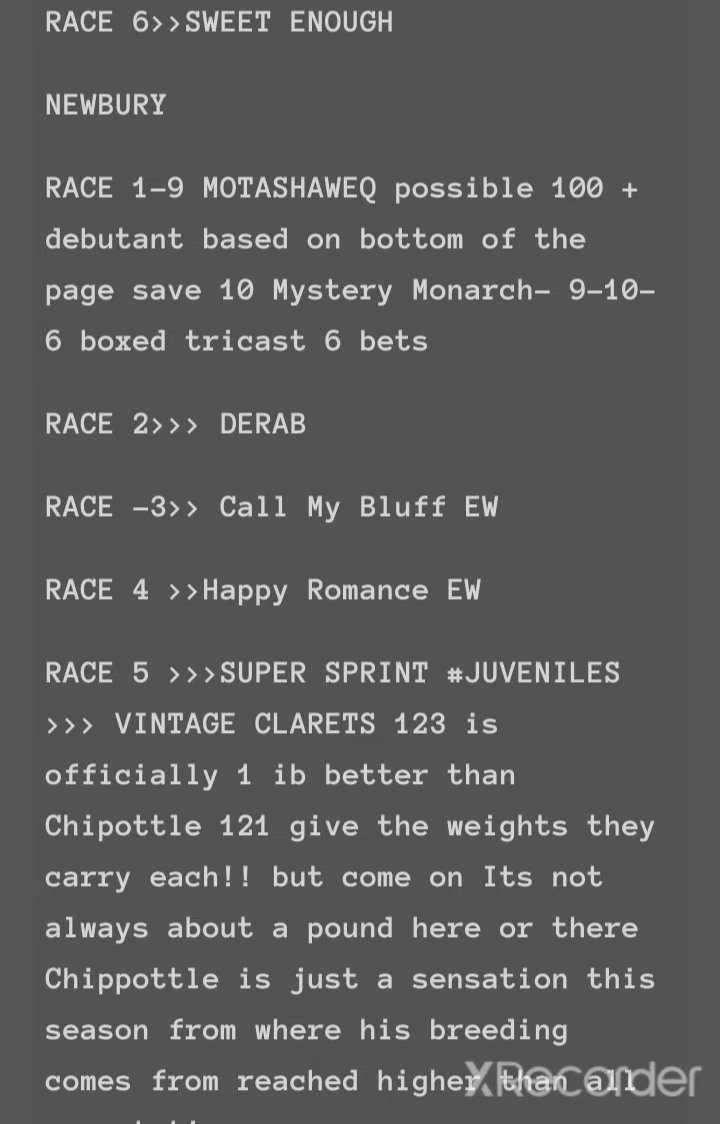 RACE 6>>SWEET ENOUGH
NEWBURY
RACE 1-9 MOTASHAWEQ possible 100 +
debutant based on bottom of the
page save 10 Mystery Monarch- 9-10-
6 boxed tricast 6 bets
RACE 2>>> DERAB
RACE -3>> Call My Bluff EW
RACE 4 >>Happy Romance EW
RACE 5 >>>SUPER SPRINT #JUVENILES
>>> VINTAGE CLARETS 123 is
officially 1 ib better than
Chipottle 121 give the weights they
carry each!! but come on Its not
always about a pound here or there
Chippottle is just a sensation this
season from where his breeding
comes from reached higher than all
XRecorder